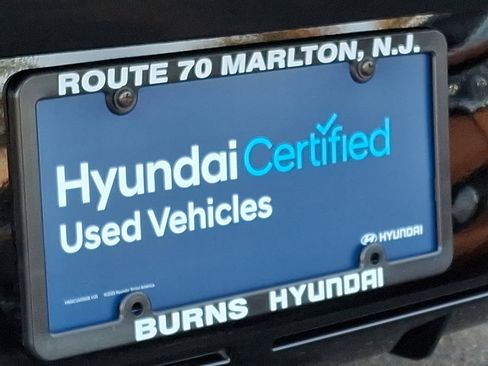 ROUTE 70 MARLTON, N.J.
Hyundai Certified
Used Vehicles
HYUNDAI
BURNS HYUNDAI